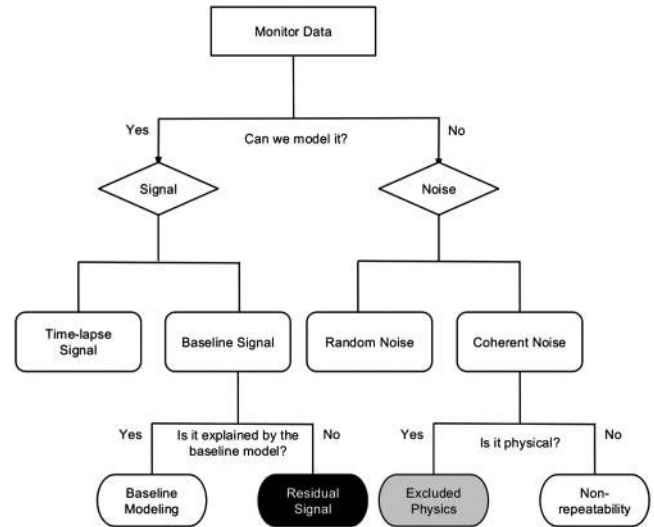 Monitor Data
Yes
Can we model it?
No
Signal
Noise
Time-lapse
Signal
Baseline Signal
Random Noise
Coherent Noise
Yes
Is it explained by the
baseline model?
No
Yes
Is it physical?
No
Baseline
Modeling
Residual
Signal
Excluded
Physics
Non-
repeatability